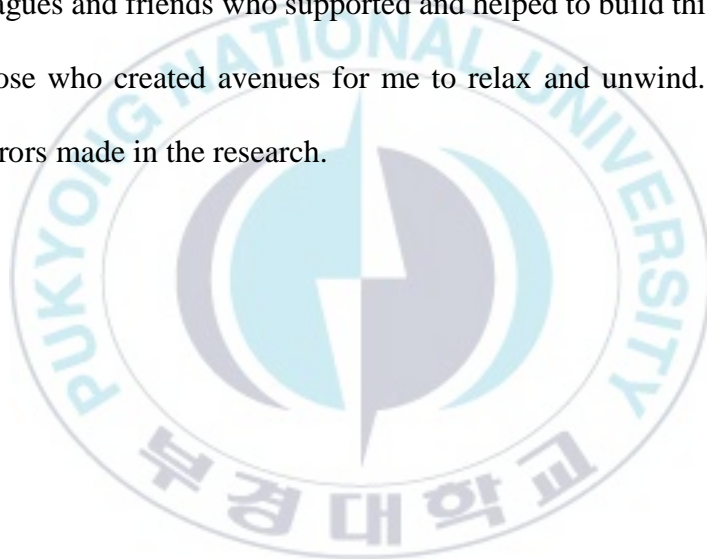 agues and friends who supported and helped to build thi
ose who created avenues for me to relax and unwind.
rors made in the research.
PUKYONG NATIONAL UNIVERSITY
부경대학교